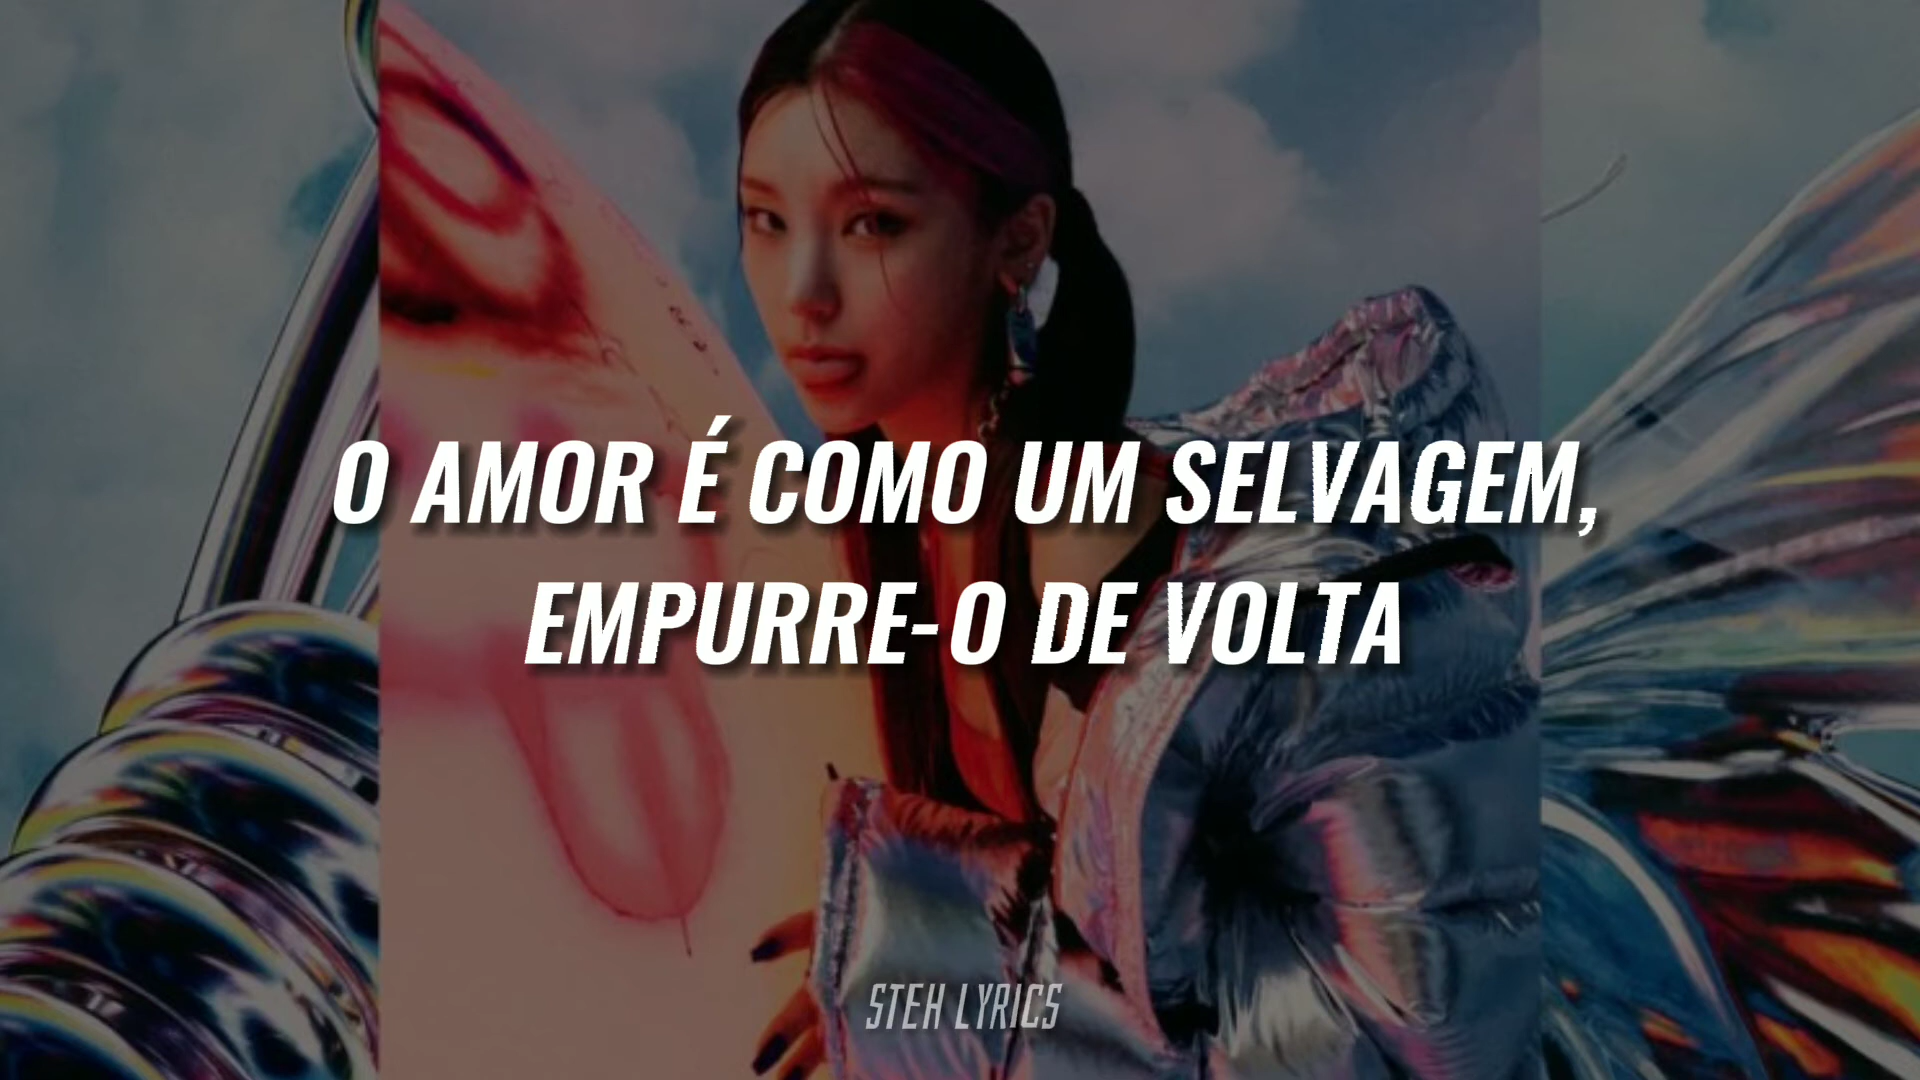 O AMOR É COMO UM SELVAGEM,
EMPURRE-O DE VOLTA
STEH LYRICS